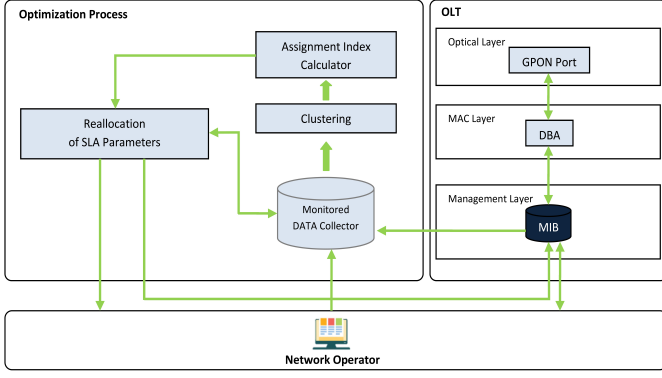 Optimization Process
Assignment Index
Calculator
Reallocation
of SLA Parameters
Clustering
Monitored
DATA Collector
OLT
Optical Layer
GPON Port
MAC Layer
DBA
Management Layer
MIB
Network Operator